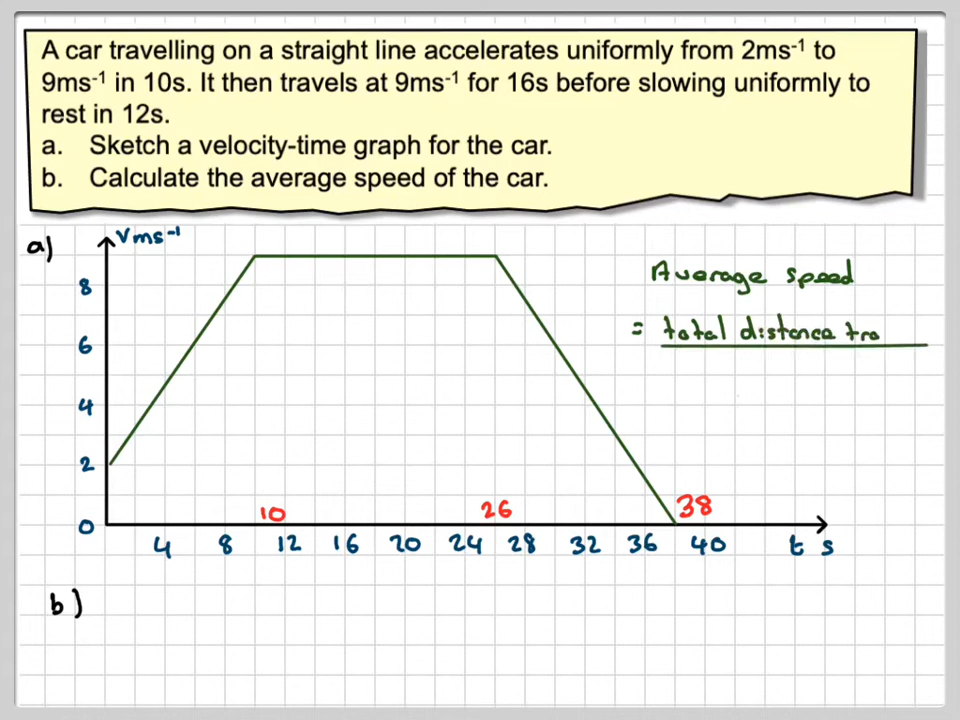 A car travelling on a straight line accelerates uniformly from 2ms⁻¹ to
9ms⁻¹ in 10s. It then travels at 9ms⁻¹ for 16s before slowing uniformly to
rest in 12s.
a. Sketch a velocity-time graph for the car.
b. Calculate the average speed of the car.
a)
Vms⁻¹
8
6
4
2
0
10
26
38
4 8 12 16 20 24 28 32 36 40 t s
Average speed
= total distance tra
b)